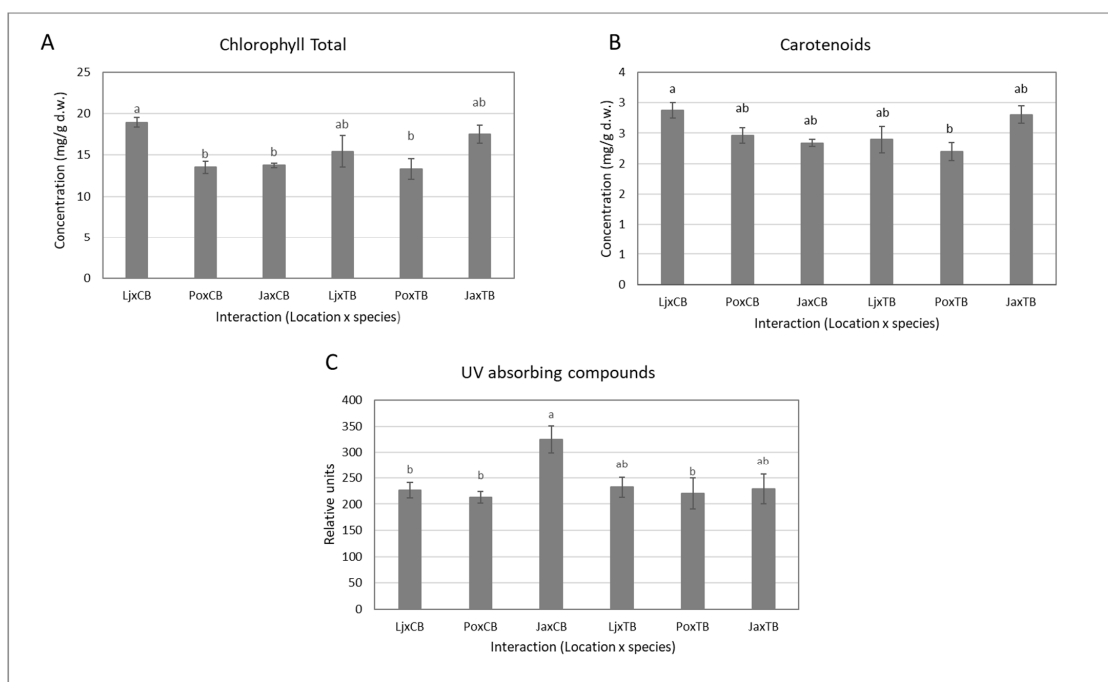 A
Chlorophyll Total
Concentration (mg/g d.w.)
25
20
15
10
5
0
a
b
b
ab
b
ab
LjxCB
PoxCB
JaxCB
LjxTB
PoxTB
JaxTB
Interaction (Location x species)
B
Carotenoids
Concentration (mg/g d.w.)
4
3
3
2
2
1
1
0
a
ab
ab
ab
b
ab
LjxCB
PoxCB
JaxCB
LjxTB
PoxTB
JaxTB
Interaction (Location x species)
C
UV absorbing compounds
Relative units
400
350
300
250
200
150
100
50
0
b
b
a
ab
b
ab
LjxCB
PoxCB
JaxCB
LjxTB
PoxTB
JaxTB
Interaction (Location x species)